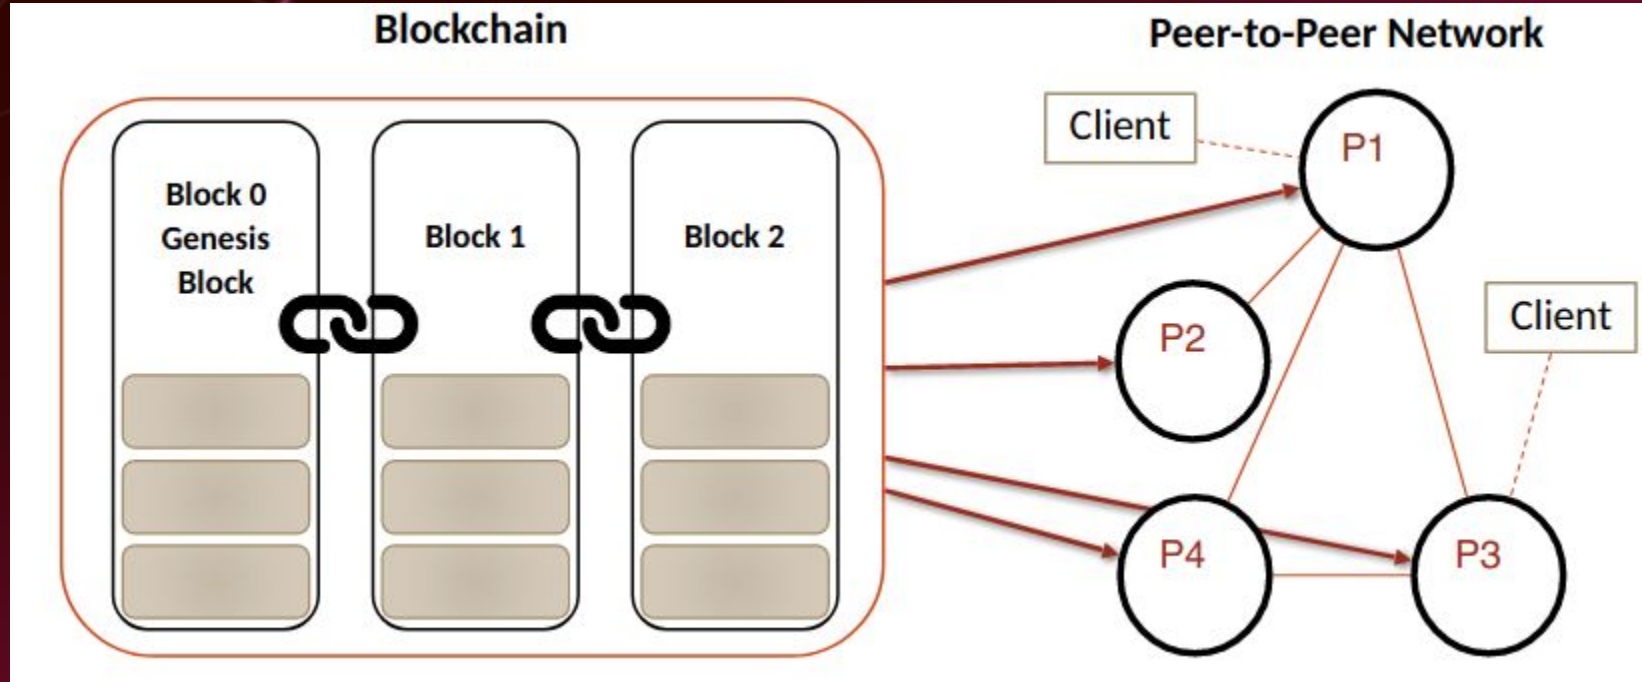 Blockchain
Peer-to-Peer Network
Block 0
Genesis
Block
Block 1
Block 2
Client
P1
P2
Client
P4
P3